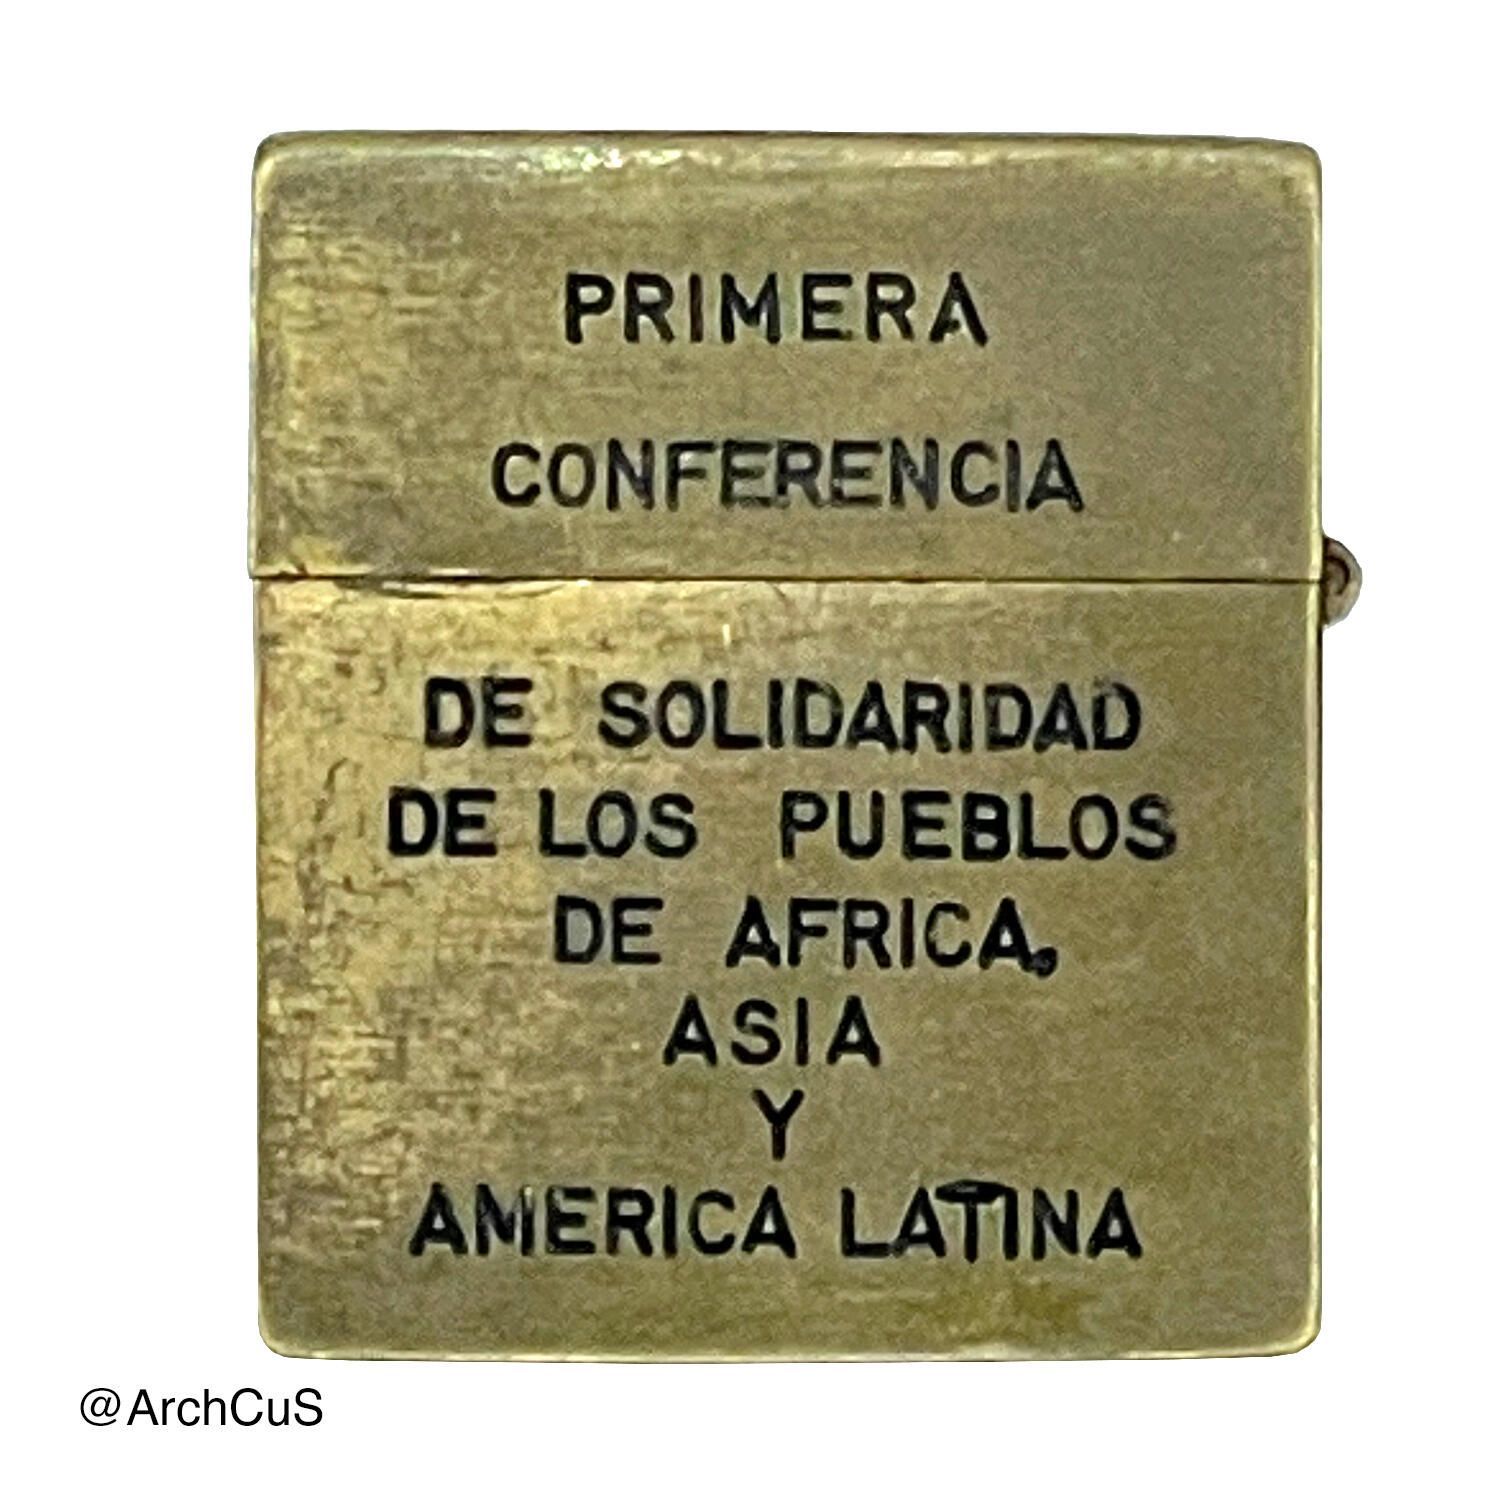 PRIMERA
CONFERENCIA
DE SOLIDARIDAD
DE LOS PUEBLOS
DE AFRICA,
ASIA
Y
AMERICA LATINA
@ArchCuS